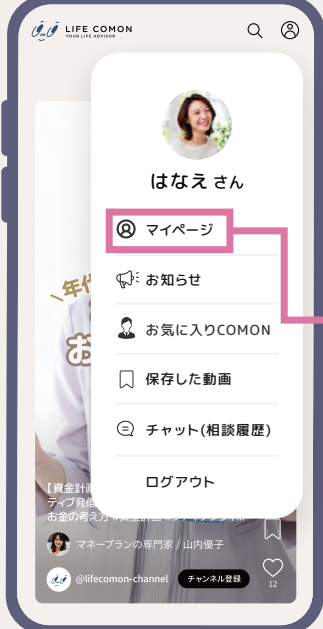 LIFE COMON
YOUR LIFE ADVISOR
はなえ さん
マイページ
お知らせ
お気に入りCOMON
保存した動画
チャット(相談履歴)
ログアウト
年代
お
【資金計画
ティブ発信
お金の考え方
マネープランの専門家 / 山内優子
@lifecomon-channel
チャンネル登録
12